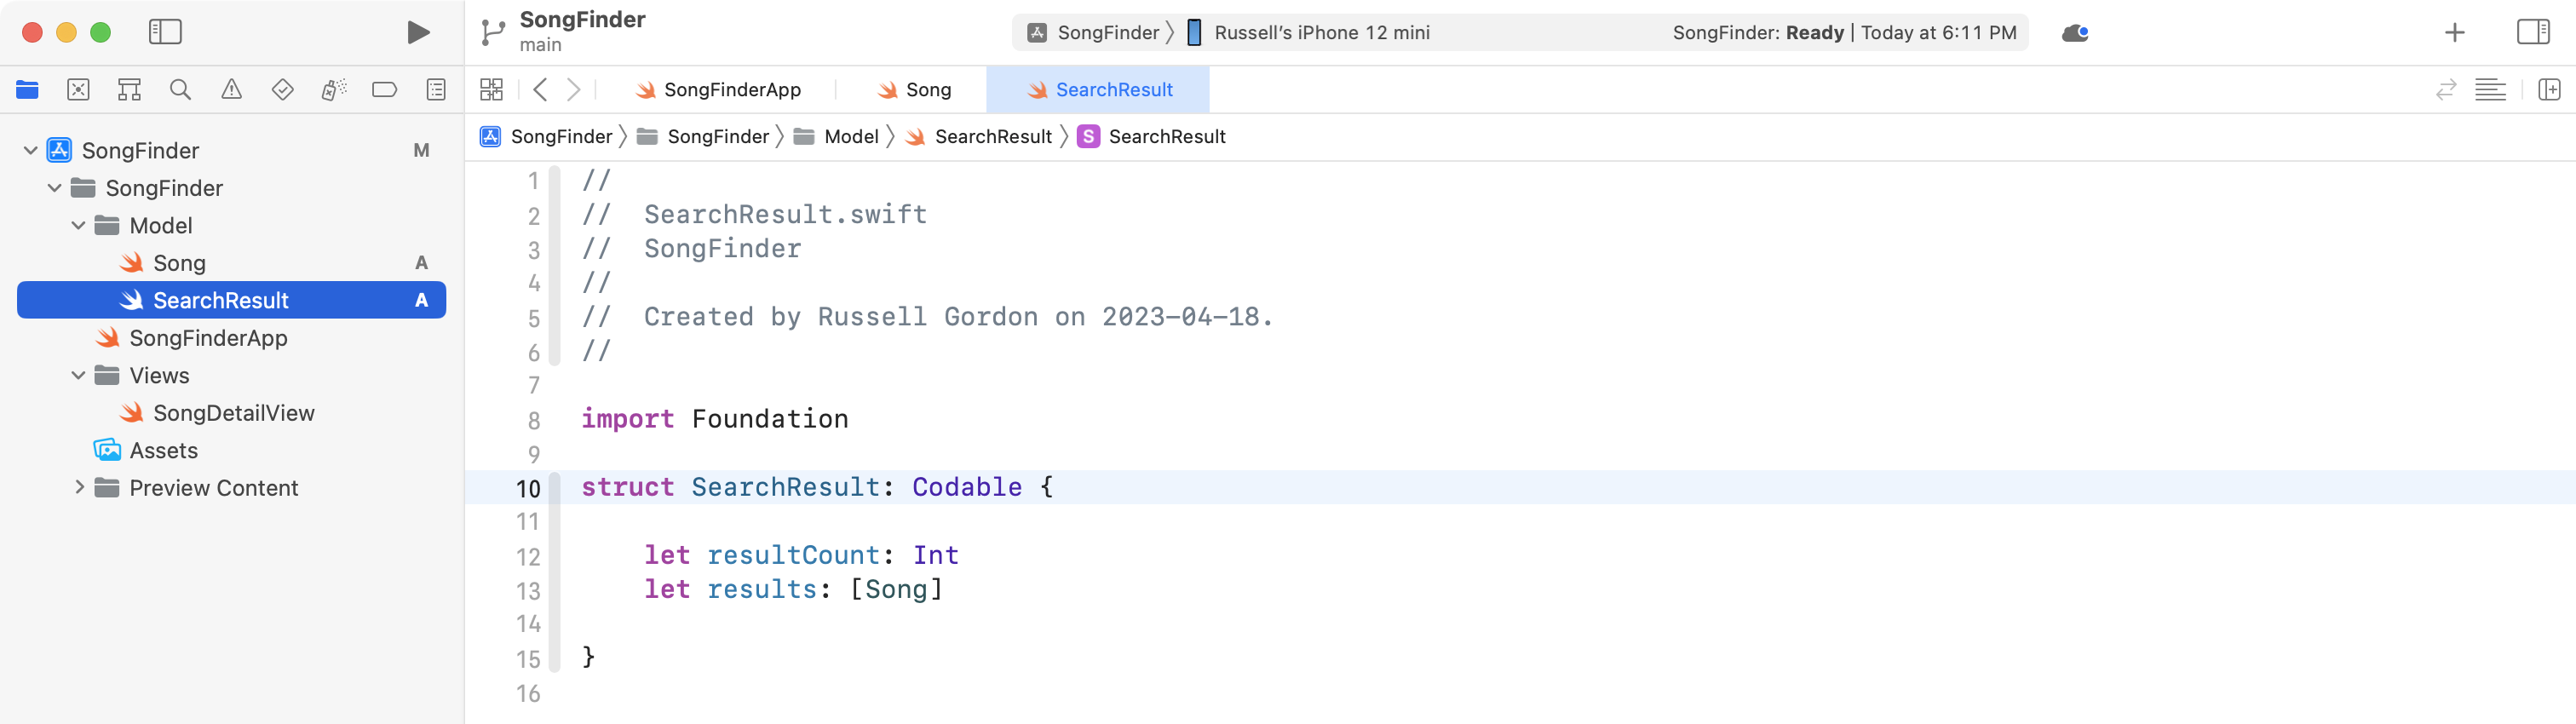 SongFinder
main
SongFinder
Russell’s iPhone 12 mini
SongFinder: Ready | Today at 6:11 PM
SongFinderApp
Song
SearchResult
SongFinder
SongFinder
Model
SearchResult
S
SearchResult
SongFinder M
SongFinder
Model
Song A
SearchResult A
SongFinderApp
Views
SongDetailView
Assets
Preview Content
1 //
2 //  SearchResult.swift
3 //  SongFinder
4 //
5 //  Created by Russell Gordon on 2023-04-18.
6 //
7
8 import Foundation
9
10 struct SearchResult: Codable {
11
12     let resultCount: Int
13     let results: [Song]
14
15 }
16